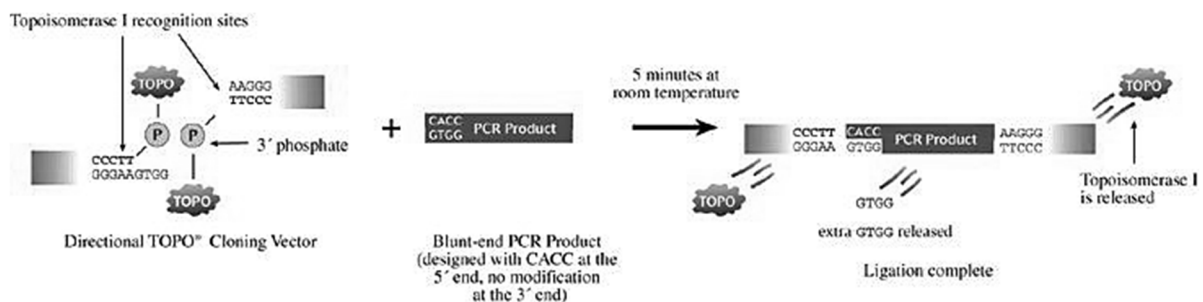 Topoisomerase I recognition sites
TOPO
AAGGG
TTCCC
P P
3´ phosphate
CCCTT
GGGAAGTGG
TOPO
Directional TOPO® Cloning Vector
+
CACC
GTGG
PCR Product
Blunt-end PCR Product
(designed with CACC at the
5´ end, no modification
at the 3´ end)
5 minutes at
room temperature
CCCTT
GGGAA
CACC
GTGG
PCR Product
AAGGG
TTCCC
TOPO
TOPO
GTGG
extra GTGG released
Topoisomerase I
is released
Ligation complete